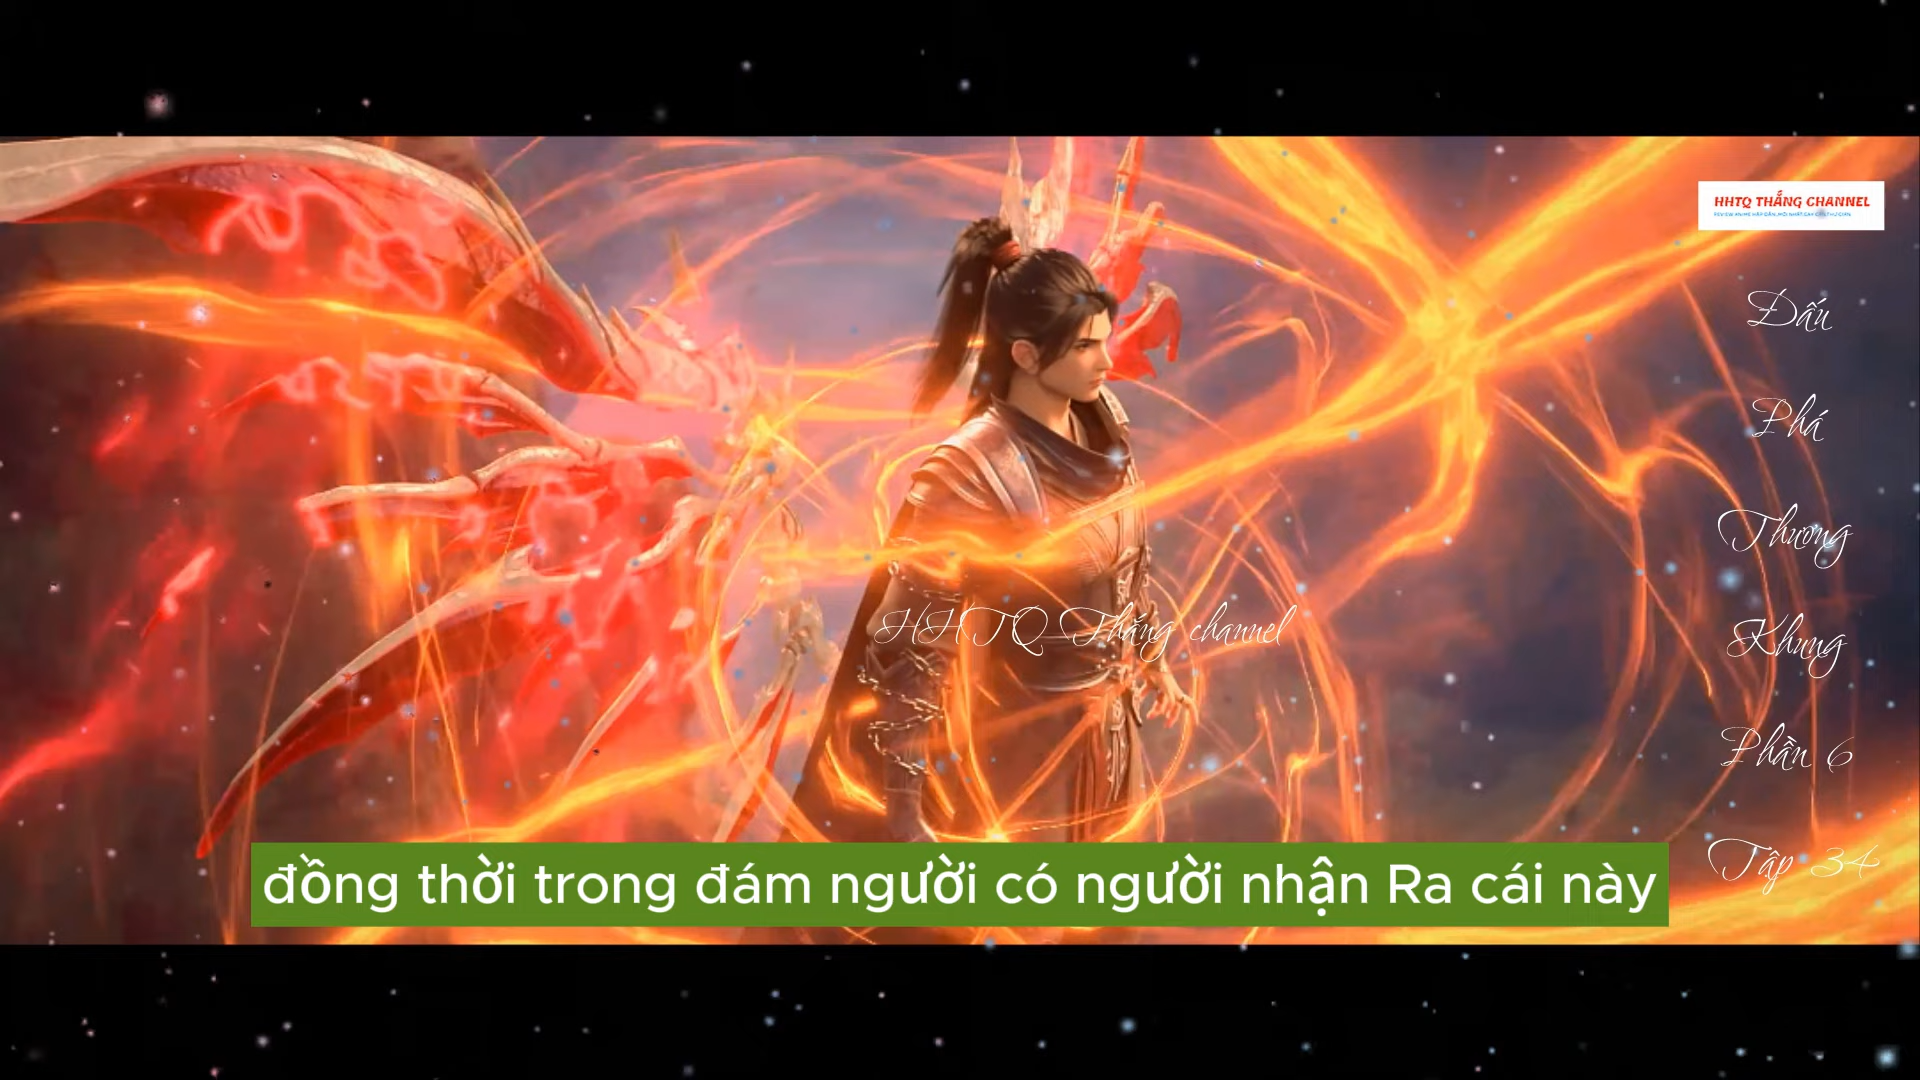 HHTQ THẮNG CHANNEL
Đấu
Phá
Thương
Khung
HHTQ Thắng channel
Phần 6
Tập 34
đồng thời trong đám người có người nhận Ra cái này